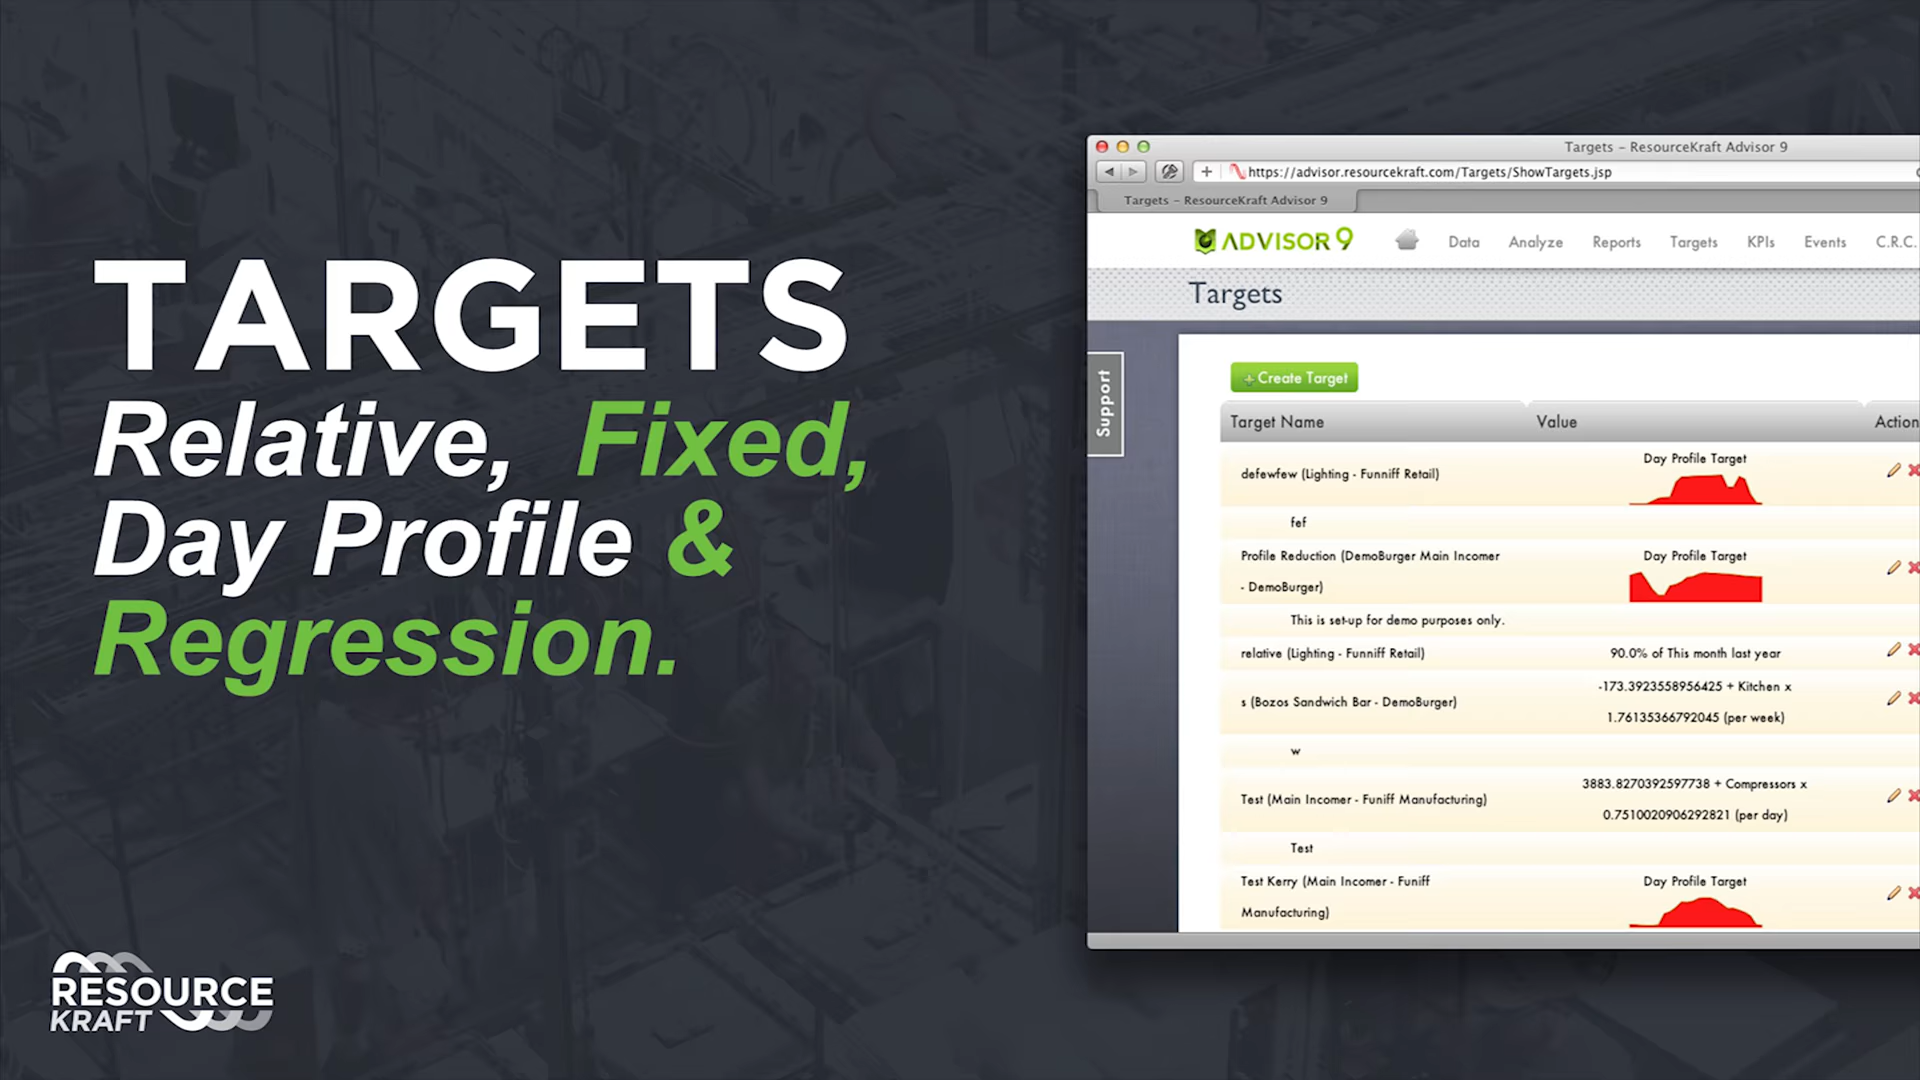 TARGETS
Relative, Fixed,
Day Profile &
Regression.
RESOURCE
KRAFT
Targets – ResourceKraft Advisor 9
https://advisor.resourcekraft.com/Targets/ShowTargets.jsp
Targets – ResourceKraft Advisor 9
ADVISOR 9 Data Analyze Reports Targets KPIs Events C.R.C.
Targets
Support
+ Create Target
Target Name Value Action
defewfew (Lighting - Funniff Retail) Day Profile Target
fef
Profile Reduction (DemoBurger Main Incomer Day Profile Target
- DemoBurger)
This is set-up for demo purposes only.
relative (Lighting - Funniff Retail) 90.0% of This month last year
s (Bozos Sandwich Bar - DemoBurger) -173.3923558956425 + Kitchen x
1.76135366792045 (per week)
w
Test (Main Incomer - Funiff Manufacturing) 3883.8270392597738 + Compressors x
0.7510020906292821 (per day)
Test
Test Kerry (Main Incomer - Funiff Day Profile Target
Manufacturing)